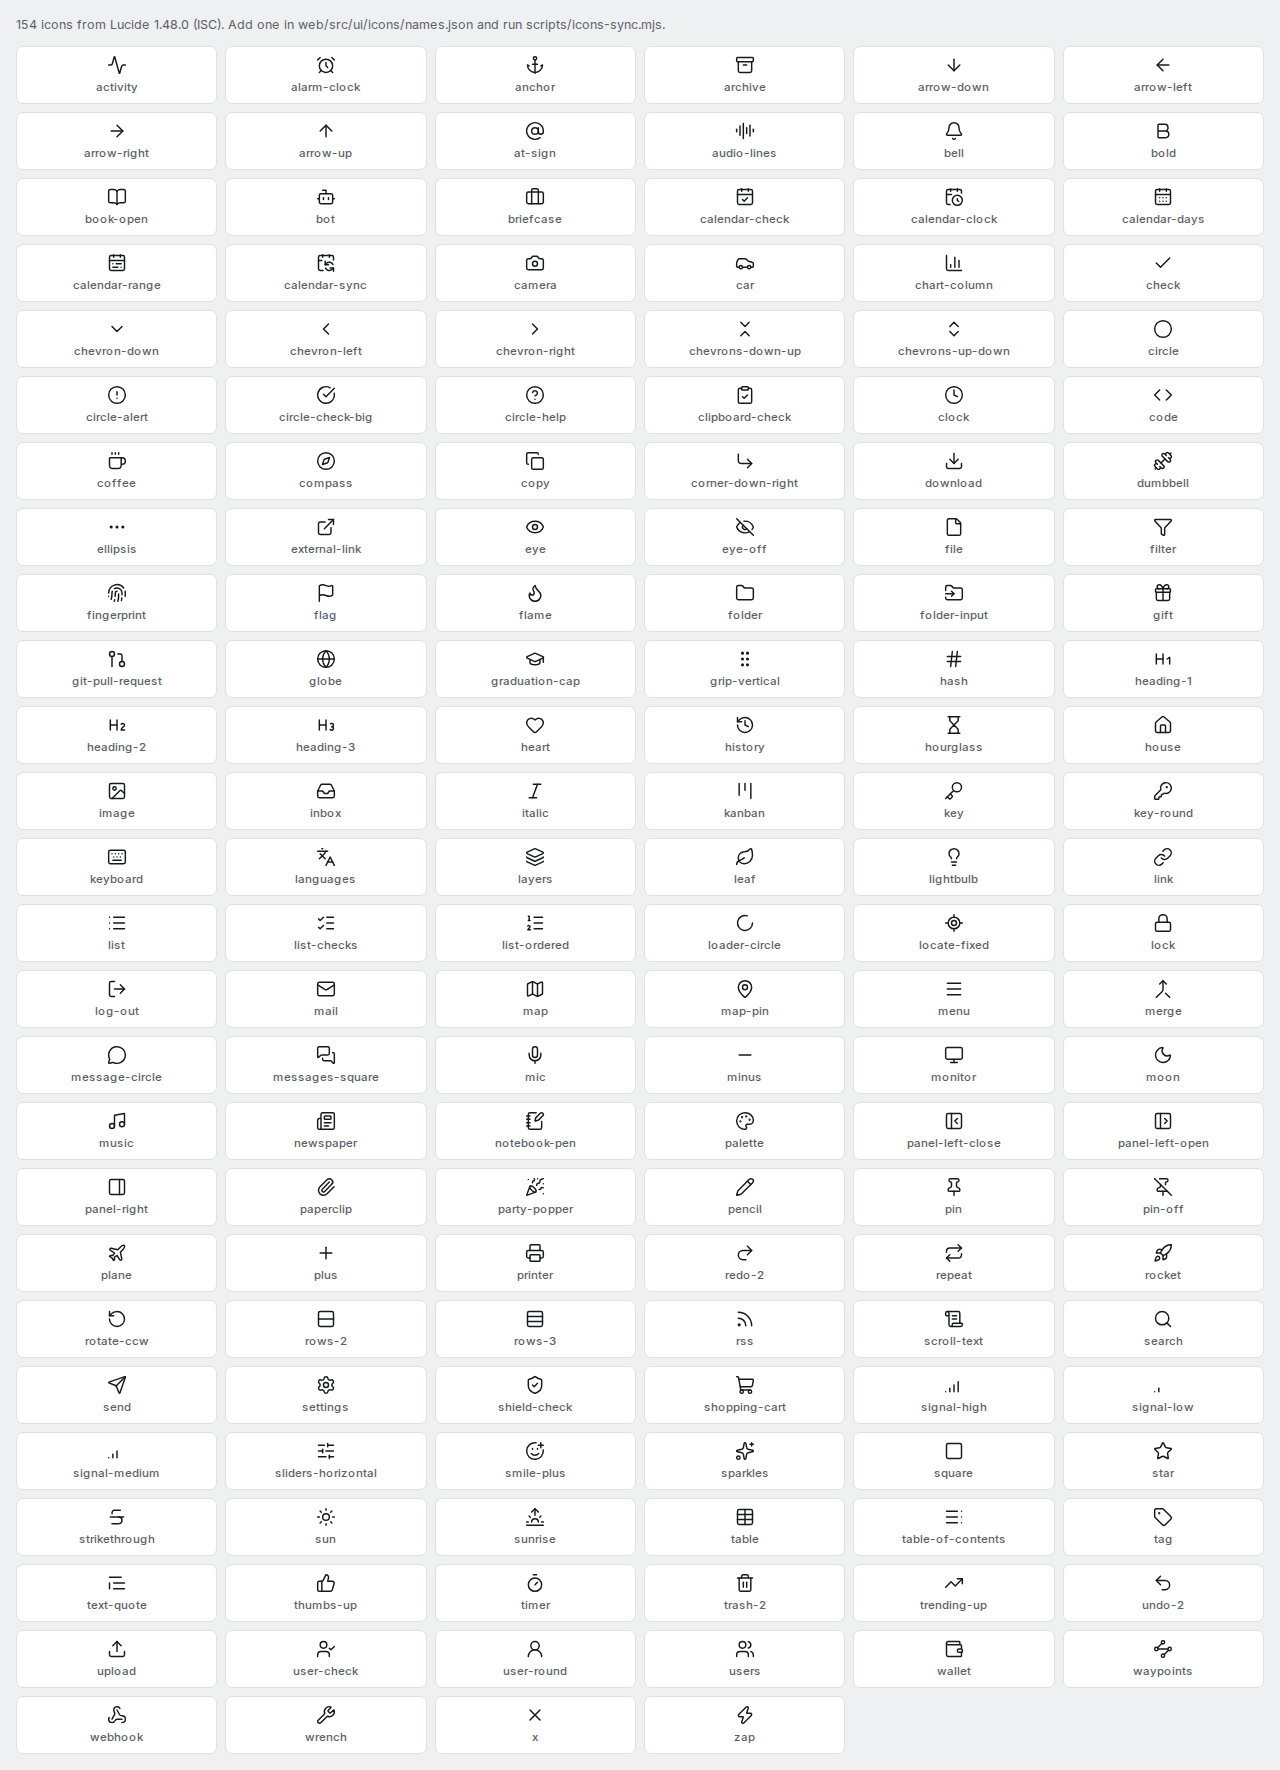 154 icons from Lucide 1.48.0 (ISC). Add one in web/src/ui/icons/names.json and run scripts/icons-sync.mjs.
activity alarm-clock anchor archive arrow-down arrow-left
arrow-right arrow-up at-sign audio-lines bell bold
book-open bot briefcase calendar-check calendar-clock calendar-days
calendar-range calendar-sync camera car chart-column check
chevron-down chevron-left chevron-right chevrons-down-up chevrons-up-down circle
circle-alert circle-check-big circle-help clipboard-check clock code
coffee compass copy corner-down-right download dumbbell
ellipsis external-link eye eye-off file filter
fingerprint flag flame folder folder-input gift
git-pull-request globe graduation-cap grip-vertical hash heading-1
heading-2 heading-3 heart history hourglass house
image inbox italic kanban key key-round
keyboard languages layers leaf lightbulb link
list list-checks list-ordered loader-circle locate-fixed lock
log-out mail map map-pin menu merge
message-circle messages-square mic minus monitor moon
music newspaper notebook-pen palette panel-left-close panel-left-open
panel-right paperclip party-popper pencil pin pin-off
plane plus printer redo-2 repeat rocket
rotate-ccw rows-2 rows-3 rss scroll-text search
send settings shield-check shopping-cart signal-high signal-low
signal-medium sliders-horizontal smile-plus sparkles square star
strikethrough sun sunrise table table-of-contents tag
text-quote thumbs-up timer trash-2 trending-up undo-2
upload user-check user-round users wallet waypoints
webhook wrench x zap